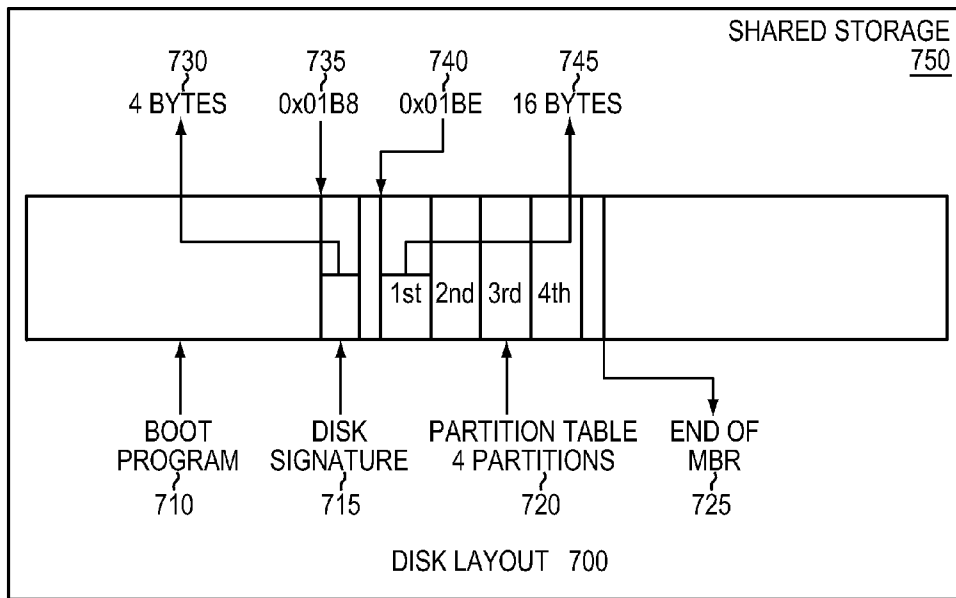 SHARED STORAGE
750
730 735 740 745
4 BYTES 0x01B8 0x01BE 16 BYTES
1st 2nd 3rd 4th
BOOT DISK PARTITION TABLE END OF
PROGRAM SIGNATURE 4 PARTITIONS MBR
710 715 720 725
DISK LAYOUT 700